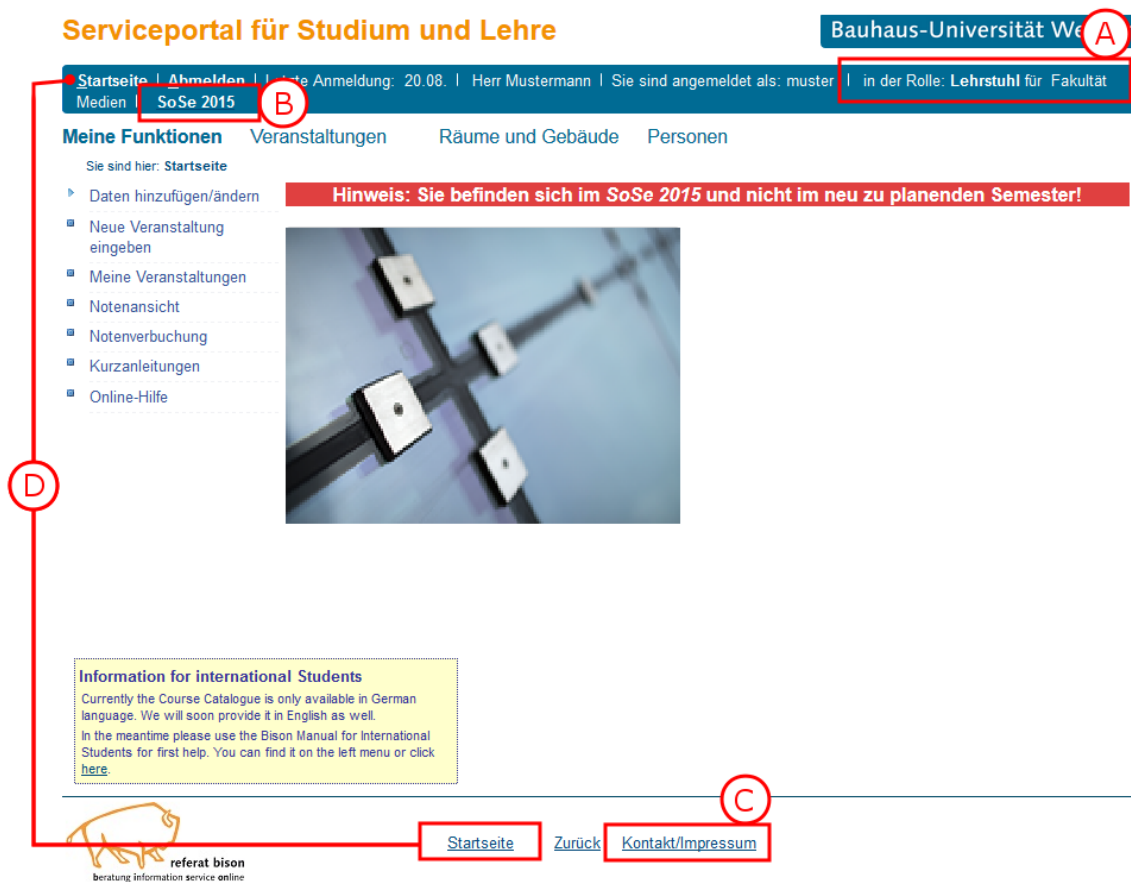 Serviceportal für Studium und Lehre
Bauhaus-Universität We
A
Startseite | Abmelden | Letzte Anmeldung: 20.08. | Herr Mustermann | Sie sind angemeldet als: muster | in der Rolle: Lehrstuhl für Fakultät
Medien | SoSe 2015
B
Meine Funktionen Veranstaltungen Räume und Gebäude Personen
Sie sind hier: Startseite
Daten hinzufügen/ändern
Hinweis: Sie befinden sich im SoSe 2015 und nicht im neu zu planenden Semester!
Neue Veranstaltung
eingeben
Meine Veranstaltungen
Notenansicht
Notenverbuchung
Kurzanleitungen
Online-Hilfe
D
Information for international Students
Currently the Course Catalogue is only available in German
language. We will soon provide it in English as well.
In the meantime please use the Bison Manual for International
Students for first help. You can find it on the left menu or click
here.
C
Startseite Zurück Kontakt/Impressum
referat bison
beratung information service online